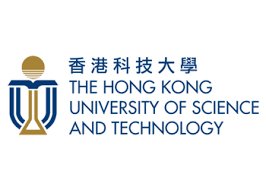 香港科技大學
THE HONG KONG
UNIVERSITY OF SCIENCE
AND TECHNOLOGY